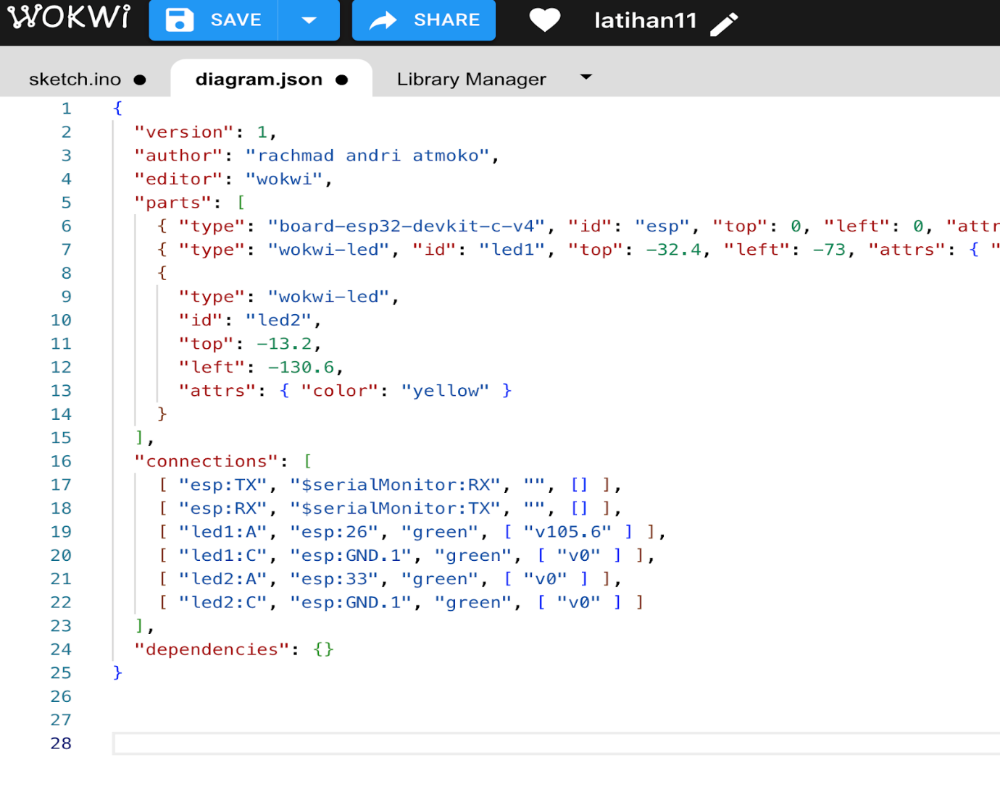 WOKWi SAVE SHARE latihan11
sketch.ino diagram.json Library Manager
1 {
2 "version": 1,
3 "author": "rachmad andri atmoko",
4 "editor": "wokwi",
5 "parts": [
6 { "type": "board-esp32-devkit-c-v4", "id": "esp", "top": 0, "left": 0, "attr
7 { "type": "wokwi-led", "id": "led1", "top": -32.4, "left": -73, "attrs": { "
8 {
9 "type": "wokwi-led",
10 "id": "led2",
11 "top": -13.2,
12 "left": -130.6,
13 "attrs": { "color": "yellow" }
14 }
15 ],
16 "connections": [
17 [ "esp:TX", "$serialMonitor:RX", "", [] ],
18 [ "esp:RX", "$serialMonitor:TX", "", [] ],
19 [ "led1:A", "esp:26", "green", [ "v105.6" ] ],
20 [ "led1:C", "esp:GND.1", "green", [ "v0" ] ],
21 [ "led2:A", "esp:33", "green", [ "v0" ] ],
22 [ "led2:C", "esp:GND.1", "green", [ "v0" ] ]
23 ],
24 "dependencies": {}
25 }
26
27
28